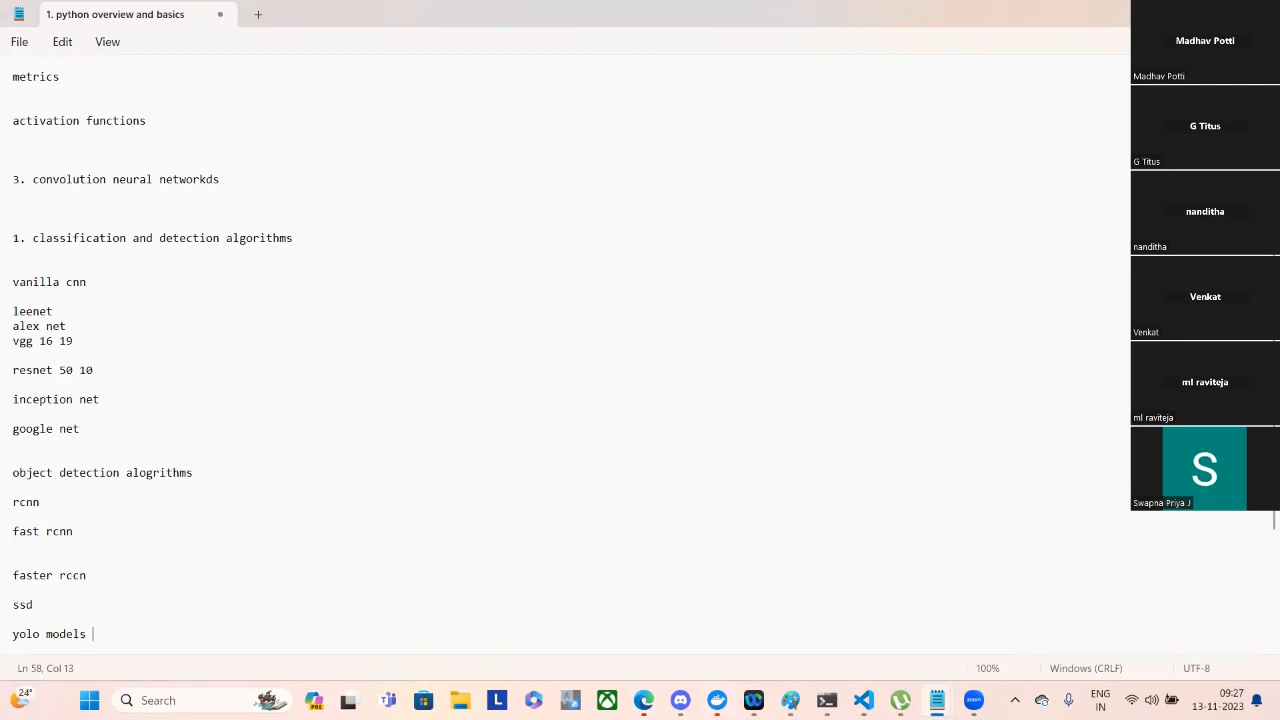 1. python overview and basics
File Edit View
metrics
activation functions
3. convolution neural networkds
1. classification and detection algorithms
vanilla cnn
leenet
alex net
vgg 16 19
resnet 50 10
inception net
google net
object detection alogrithms
rcnn
fast rcnn
faster rccn
ssd
yolo models
Ln 58, Col 13
100%
Windows (CRLF)
UTF-8
Madhav Potti
Madhav Potti
G Titus
G Titus
nanditha
nanditha
Venkat
Venkat
ml raviteja
ml raviteja
S
Swapna Priya J
24°
Search
PRE
L
zoom
ENG
IN
09:27
13-11-2023